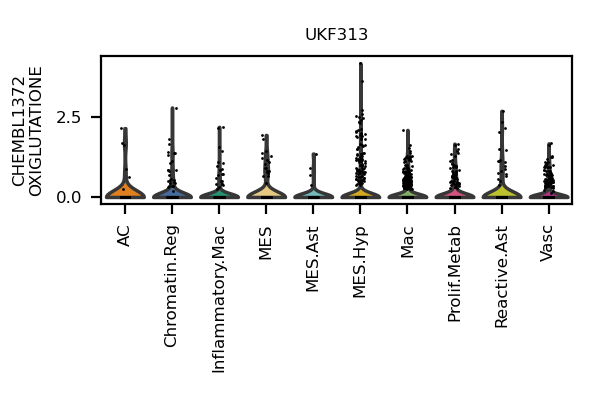 UKF313
CHEMBL1372
OXIGLUTATIONE
2.5
0.0
AC
Chromatin.Reg
Inflammatory.Mac
MES
MES.Ast
MES.Hyp
Mac
Prolif.Metab
Reactive.Ast
Vasc